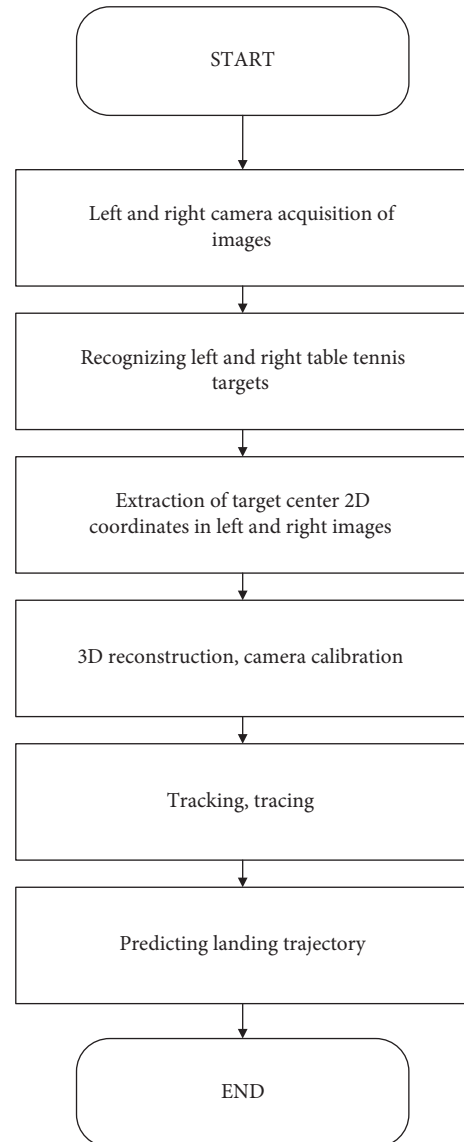 START
Left and right camera acquisition of
images
Recognizing left and right table tennis
targets
Extraction of target center 2D
coordinates in left and right images
3D reconstruction, camera calibration
Tracking, tracing
Predicting landing trajectory
END